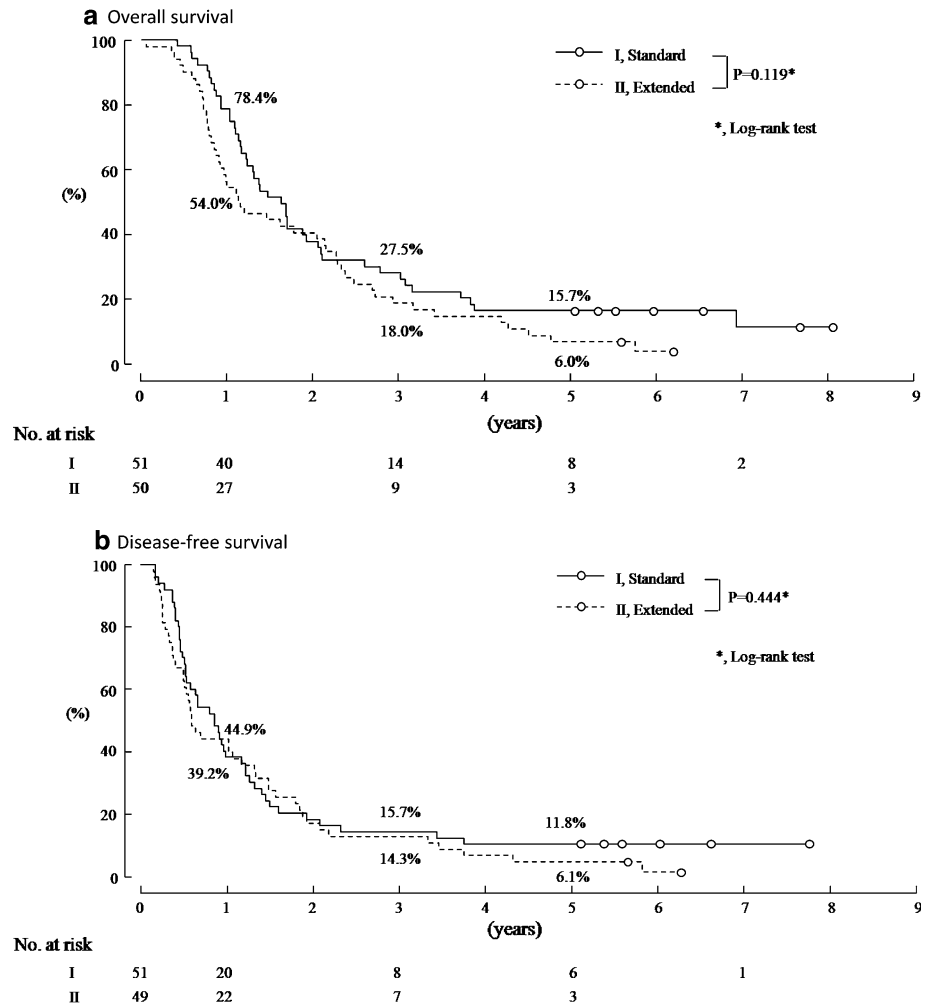 a Overall survival
100
80
60
40
20
0
(%)
78.4%
54.0%
27.5%
18.0%
15.7%
6.0%
I, Standard
II, Extended
P=0.119*
*, Log-rank test
0 1 2 3 4 5 6 7 8 9
(years)
No. at risk
I 51 40 14 8 2
II 50 27 9 3
b Disease-free survival
100
80
60
40
20
0
(%)
44.9%
39.2%
15.7%
14.3%
11.8%
6.1%
I, Standard
II, Extended
P=0.444*
*, Log-rank test
0 1 2 3 4 5 6 7 8 9
(years)
No. at risk
I 51 20 8 6 1
II 49 22 7 3